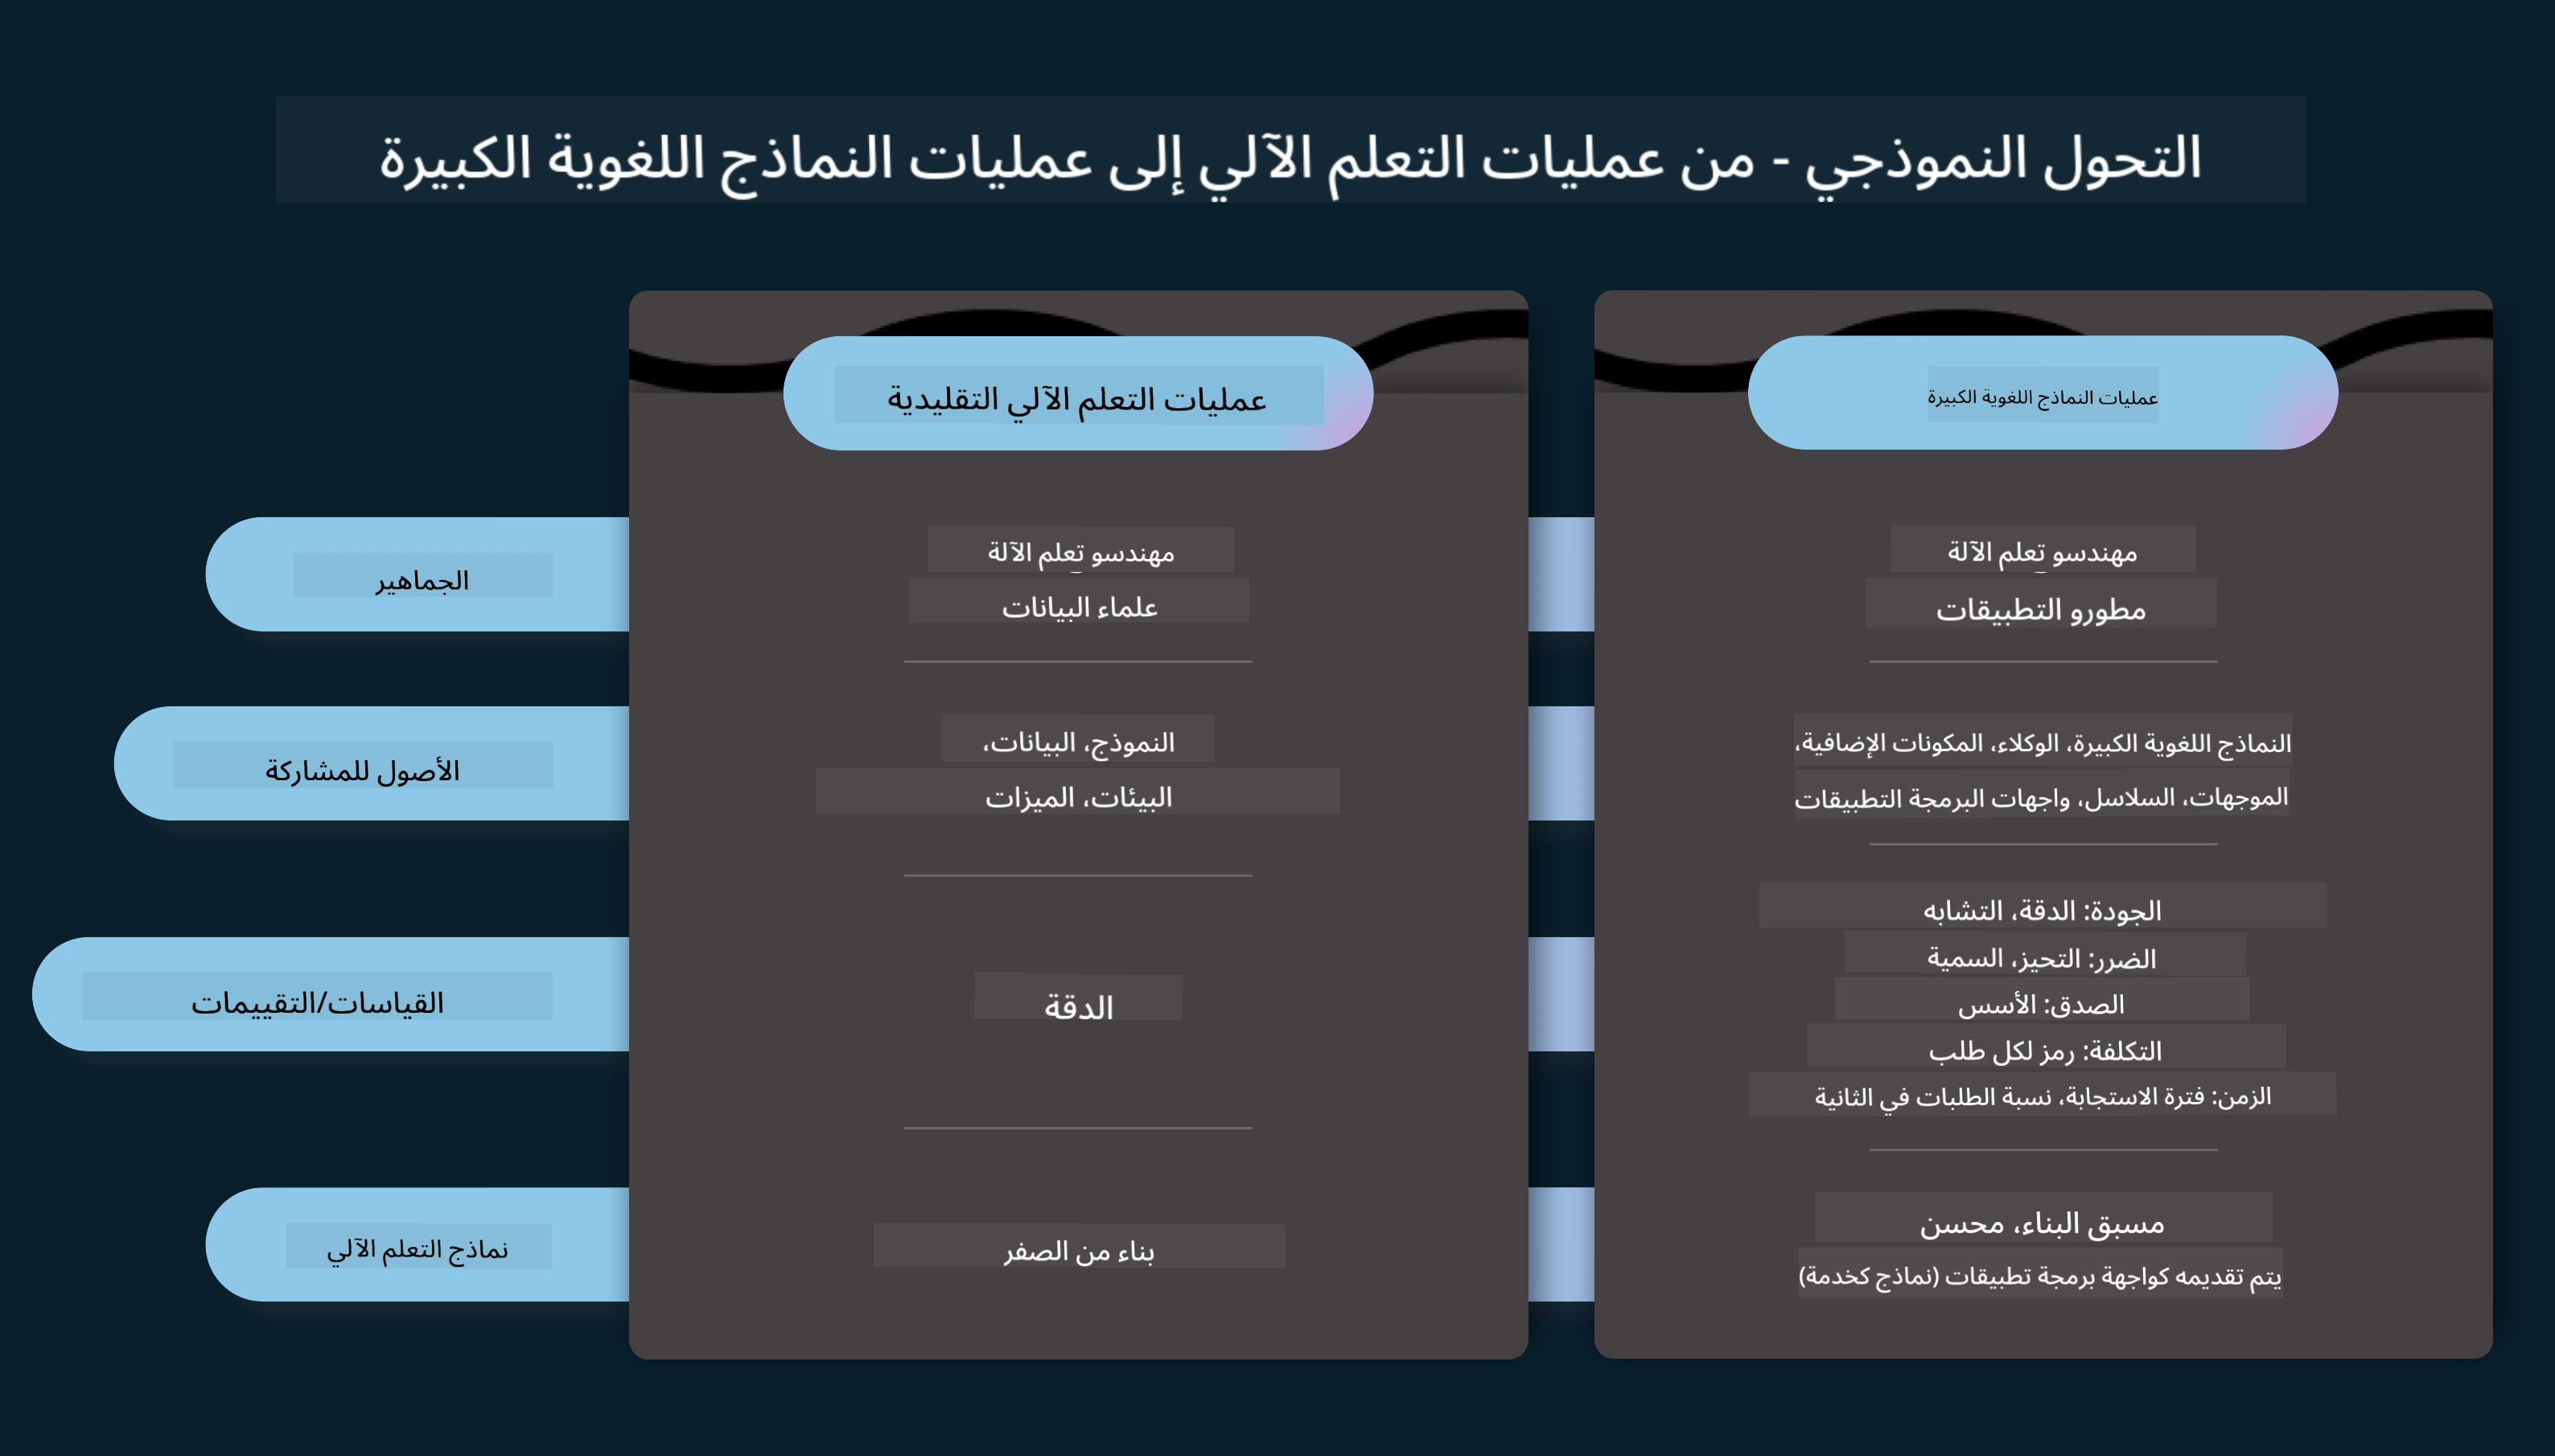 التحول النموذجي - من عمليات التعلم الآلي إلى عمليات النماذج اللغوية الكبيرة
عمليات التعلم الآلي التقليدية
عمليات النماذج اللغوية الكبيرة
الجماهير
مهندسو تعلم الآلة
علماء البيانات
مهندسو تعلم الآلة
مطورو التطبيقات
الأصول للمشاركة
النموذج، البيانات،
البيئات، الميزات
النماذج اللغوية الكبيرة، الوكلاء، المكونات الإضافية،
الموجهات، السلاسل، واجهات البرمجة التطبيقات
القياسات/التقييمات
الدقة
الجودة: الدقة، التشابه
الضرر: التحيز، السمية
الصدق: الأسس
التكلفة: رمز لكل طلب
الزمن: فترة الاستجابة، نسبة الطلبات في الثانية
نماذج التعلم الآلي
بناء من الصفر
مسبق البناء، محسن
يتم تقديمه كواجهة برمجة تطبيقات (نماذج كخدمة)